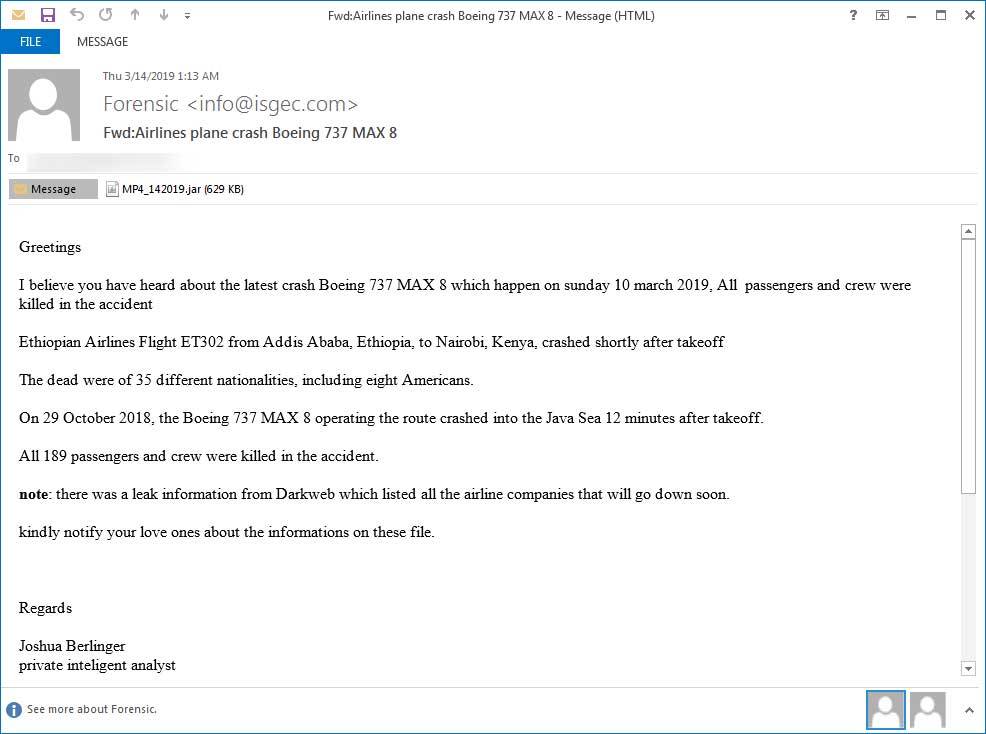 Fwd:Airlines plane crash Boeing 737 MAX 8 - Message (HTML)
?
FILE MESSAGE
Thu 3/14/2019 1:13 AM
Forensic <info@isgec.com>
Fwd:Airlines plane crash Boeing 737 MAX 8
To
Message MP4_142019.jar (629 KB)
Greetings
I believe you have heard about the latest crash Boeing 737 MAX 8 which happen on sunday 10 march 2019, All  passengers and crew were
killed in the accident
Ethiopian Airlines Flight ET302 from Addis Ababa, Ethiopia, to Nairobi, Kenya, crashed shortly after takeoff
The dead were of 35 different nationalities, including eight Americans.
On 29 October 2018, the Boeing 737 MAX 8 operating the route crashed into the Java Sea 12 minutes after takeoff.
All 189 passengers and crew were killed in the accident.
note: there was a leak information from Darkweb which listed all the airline companies that will go down soon.
kindly notify your love ones about the informations on these file.
Regards
Joshua Berlinger
private inteligent analyst
See more about Forensic.